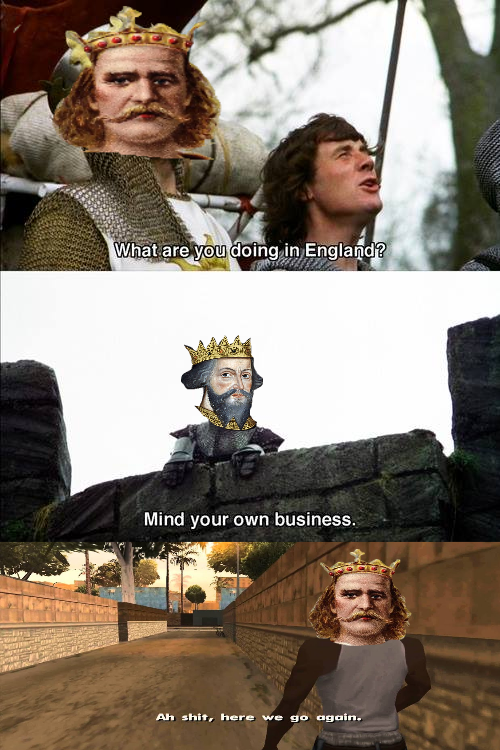 What are you doing in England?
Mind your own business.
Ah shit, here we go again.